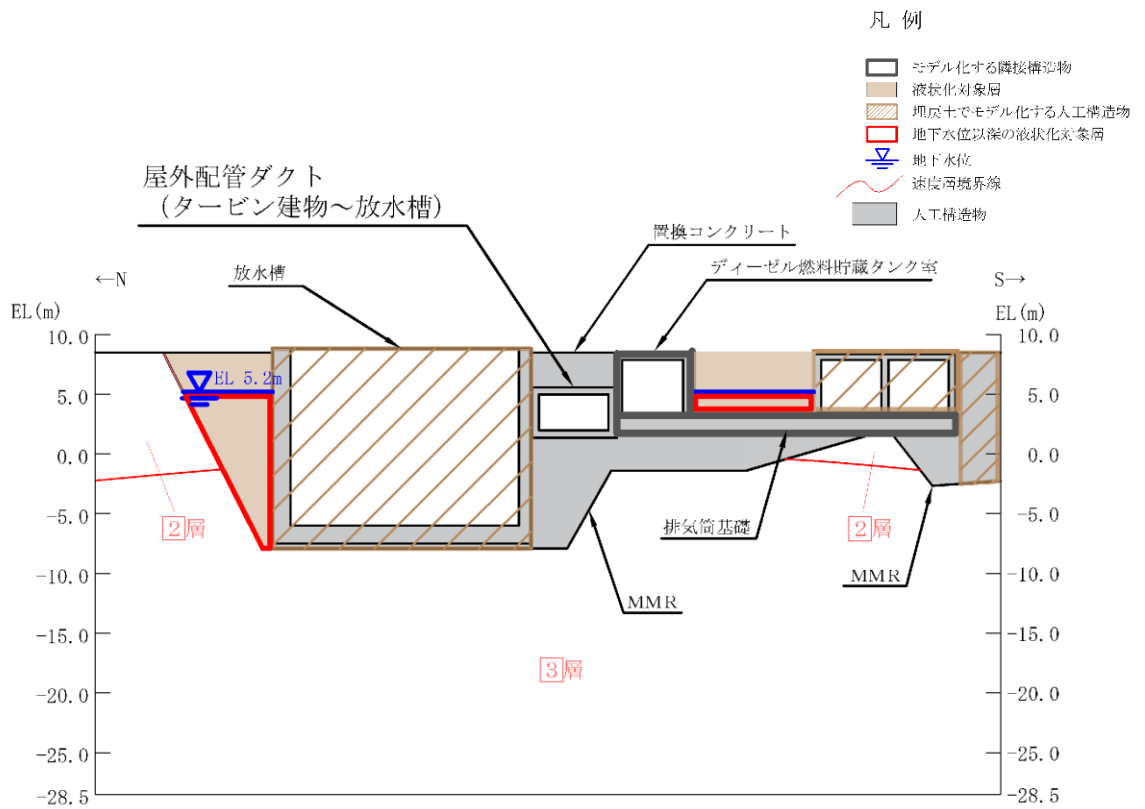 凡 例
モデル化する隣接構造物
液状化対象層
埋戻土でモデル化する人工構造物
地下水位以深の液状化対象層
地下水位
速度層境界線
人工構造物
屋外配管ダクト
（タービン建物～放水槽）
置換コンクリート
ディーゼル燃料貯蔵タンク室
放水槽
←N
S→
EL(m)
EL(m)
10.0
10.0
EL 5.2m
5.0
5.0
0.0
0.0
2層
排気筒基礎
2層
-5.0
-5.0
MMR
MMR
-10.0
-10.0
-15.0
-15.0
3層
-20.0
-20.0
-25.0
-25.0
-28.5
-28.5